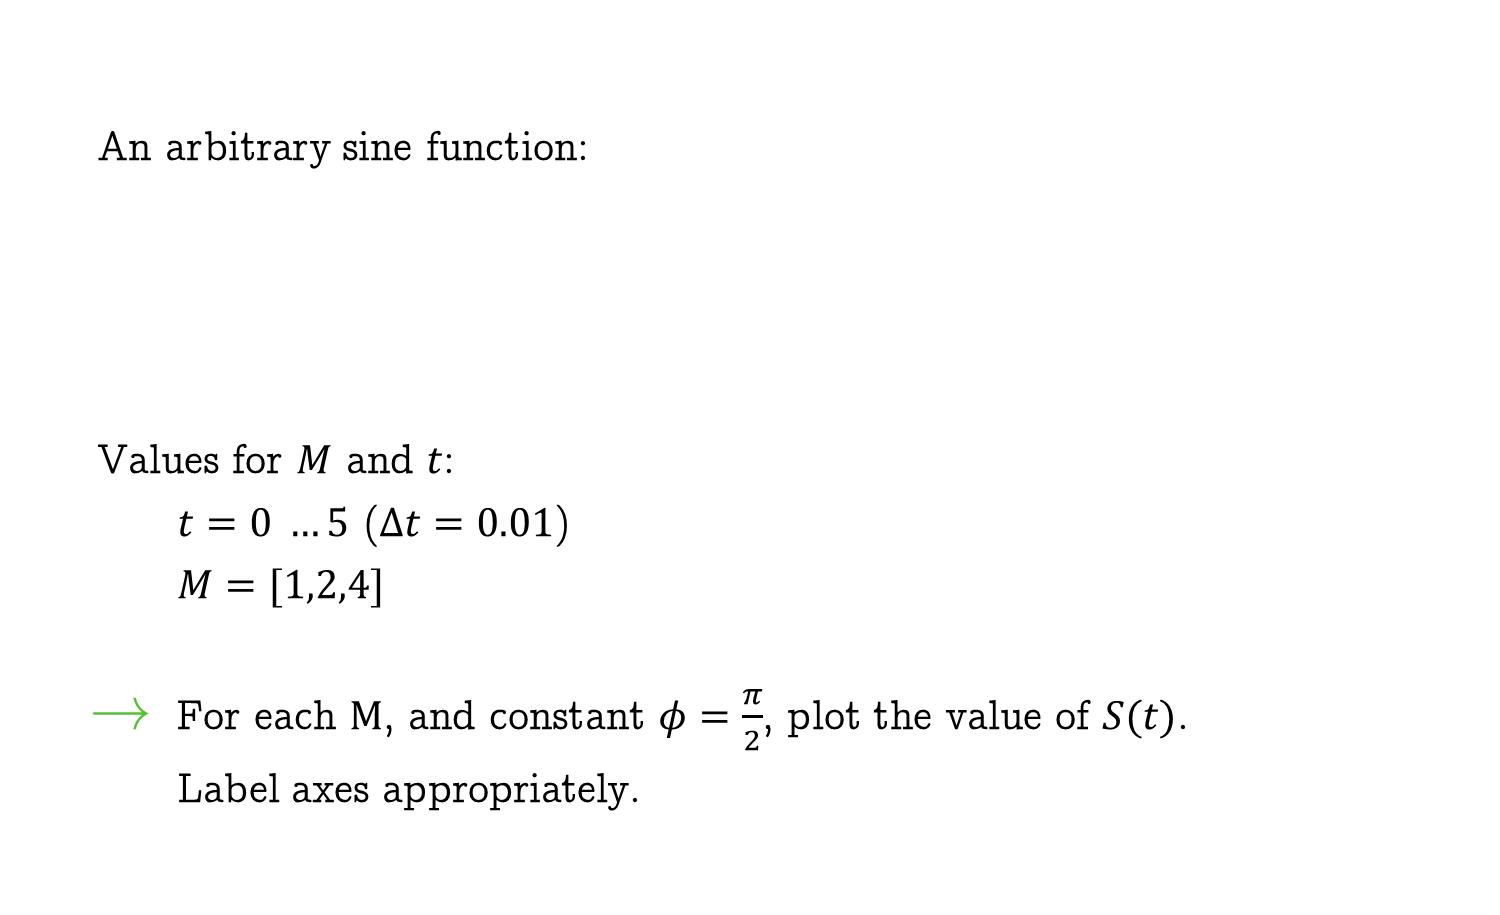 An arbitrary sine function:
Values for M and t:
t = 0 … 5 (Δt = 0.01)
M = [1,2,4]
→ For each M, and constant ϕ = π/2, plot the value of S(t).
Label axes appropriately.